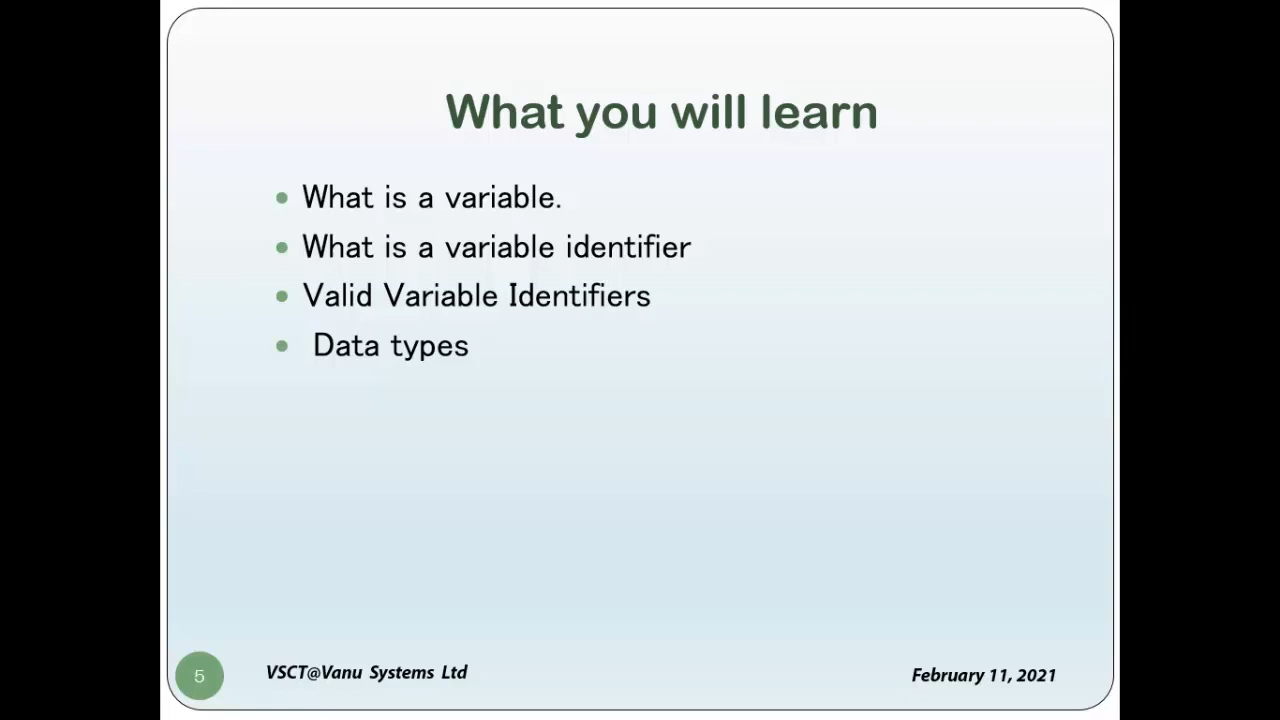 What you will learn
What is a variable.
What is a variable identifier
Valid Variable Identifiers
Data types
5
VSCT@Vanu Systems Ltd
February 11, 2021